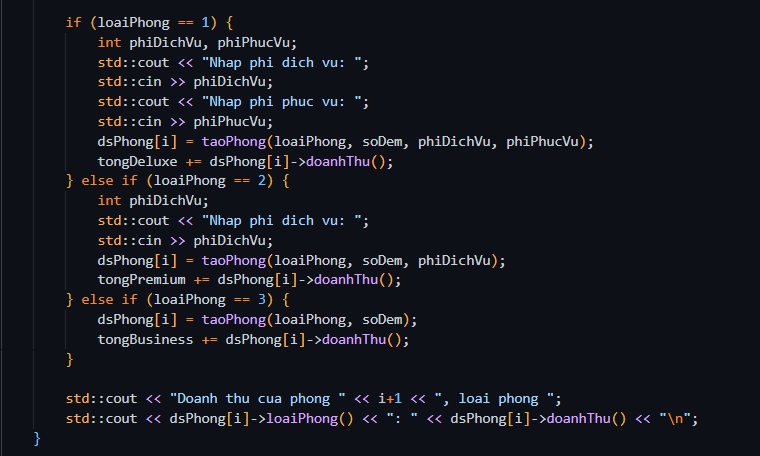 if (loaiPhong == 1) {
    int phiDichVu, phiPhucVu;
    std::cout << "Nhap phi dich vu: ";
    std::cin >> phiDichVu;
    std::cout << "Nhap phi phuc vu: ";
    std::cin >> phiPhucVu;
    dsPhong[i] = taoPhong(loaiPhong, soDem, phiDichVu, phiPhucVu);
    tongDeluxe += dsPhong[i]->doanhThu();
} else if (loaiPhong == 2) {
    int phiDichVu;
    std::cout << "Nhap phi dich vu: ";
    std::cin >> phiDichVu;
    dsPhong[i] = taoPhong(loaiPhong, soDem, phiDichVu);
    tongPremium += dsPhong[i]->doanhThu();
} else if (loaiPhong == 3) {
    dsPhong[i] = taoPhong(loaiPhong, soDem);
    tongBusiness += dsPhong[i]->doanhThu();
}
std::cout << "Doanh thu cua phong " << i+1 << ", loai phong ";
std::cout << dsPhong[i]->loaiPhong() << ": " << dsPhong[i]->doanhThu() << "\n";
}